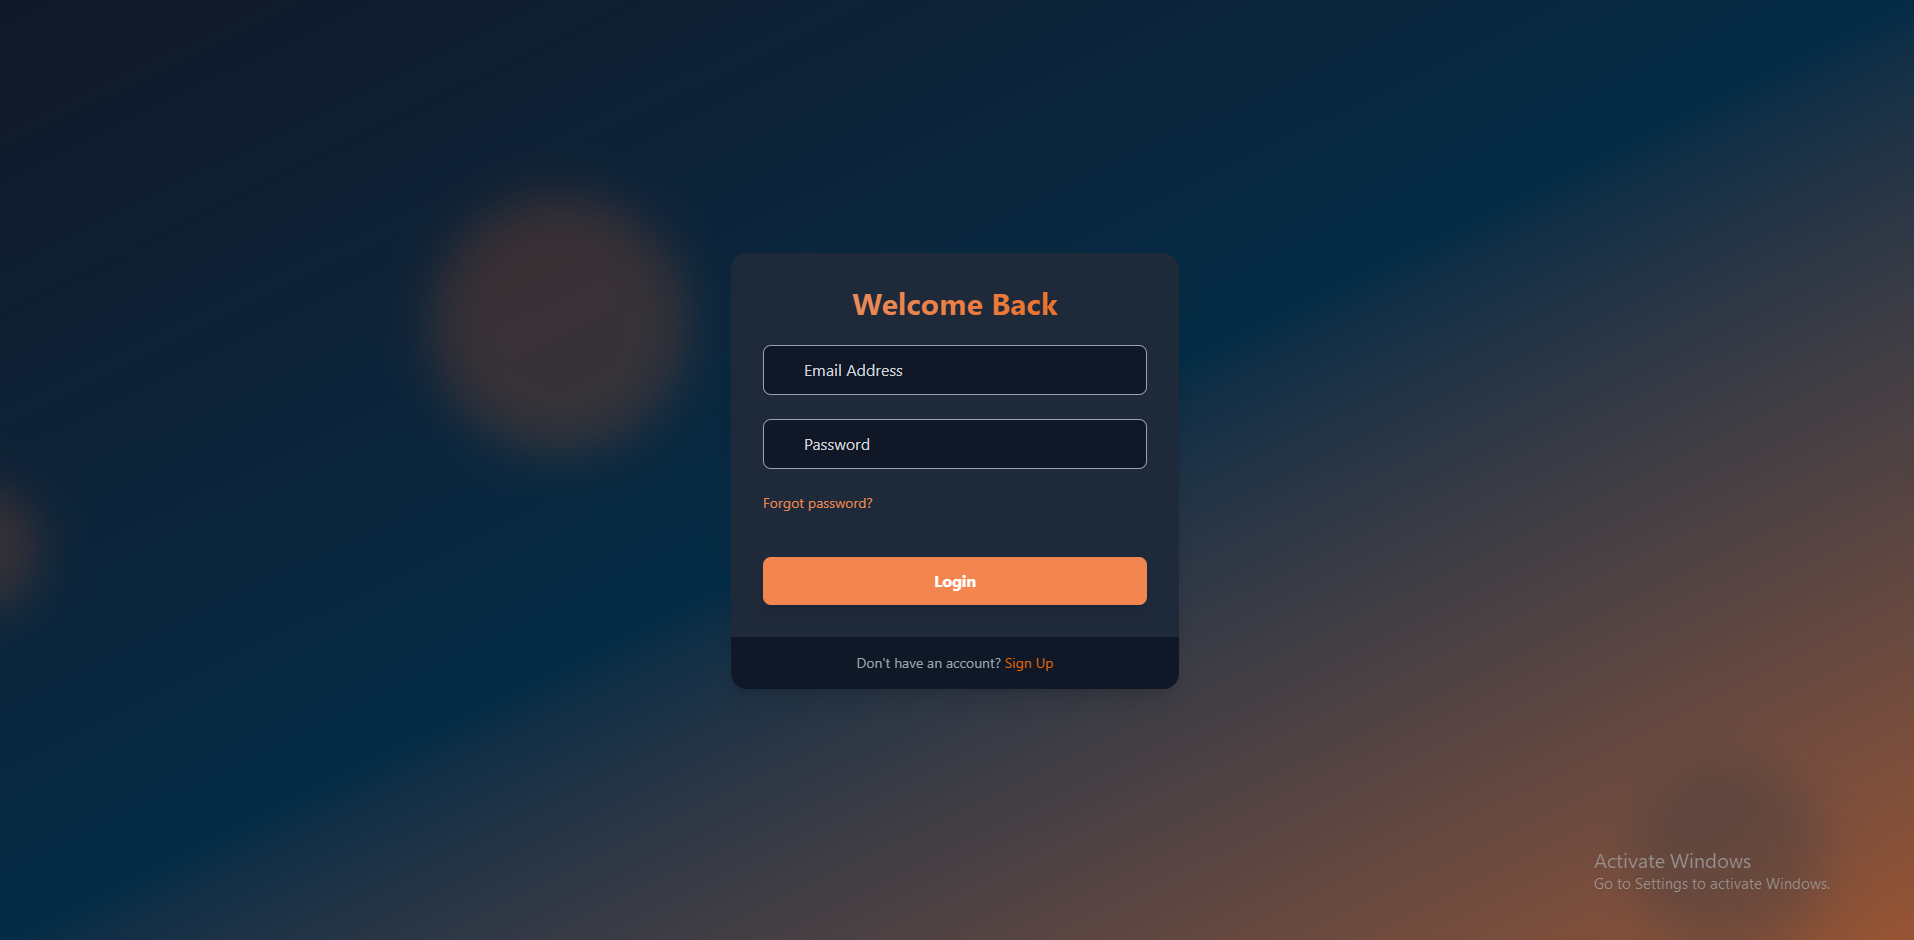 Welcome Back
Email Address
Password
Forgot password?
Login
Don't have an account? Sign Up
Activate Windows
Go to Settings to activate Windows.